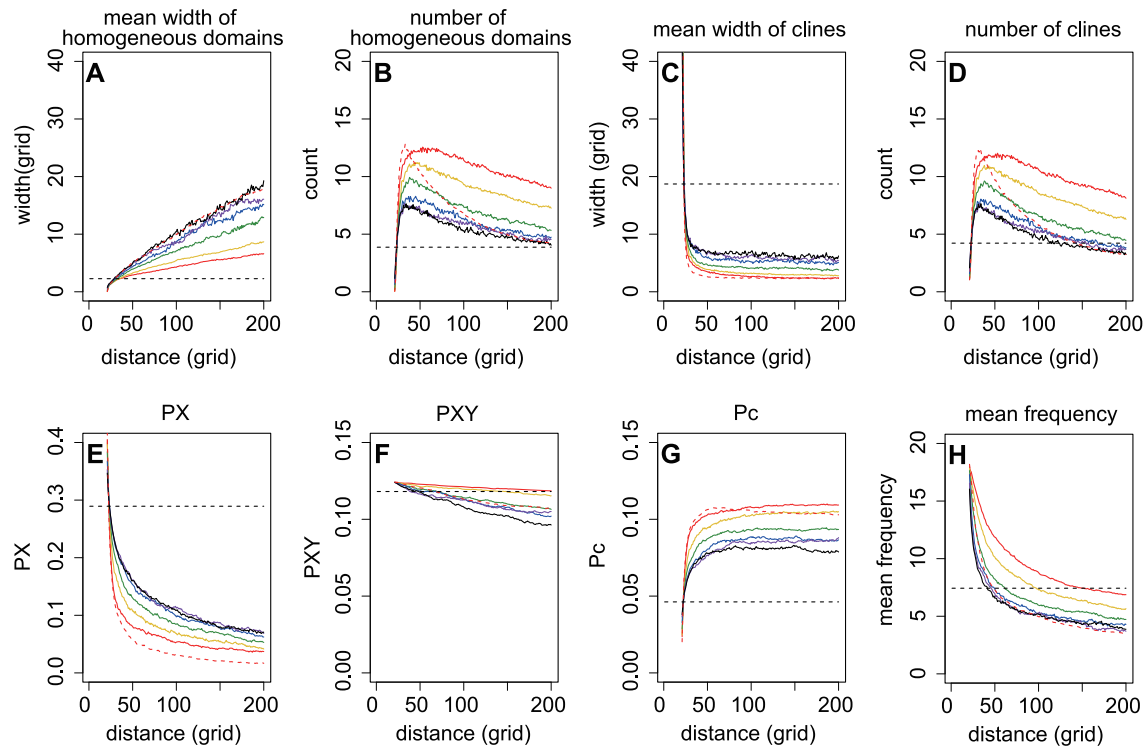 mean width of
homogeneous domains
number of
homogeneous domains
mean width of clines
number of clines
A
B
C
D
width(grid)
count
width (grid)
count
0 10 20 30 40
0 5 10 15 20
0 10 20 30 40
0 5 10 15 20
0 50 100 200
0 50 100 200
0 50 100 200
0 50 100 200
distance (grid)
distance (grid)
distance (grid)
distance (grid)
PX
PXY
Pc
mean frequency
E
F
G
H
PX
PXY
Pc
mean frequency
0.0 0.1 0.2 0.3 0.4
0.00 0.05 0.10 0.15
0.00 0.05 0.10 0.15
0 5 10 15 20
0 50 100 200
0 50 100 200
0 50 100 200
0 50 100 200
distance (grid)
distance (grid)
distance (grid)
distance (grid)